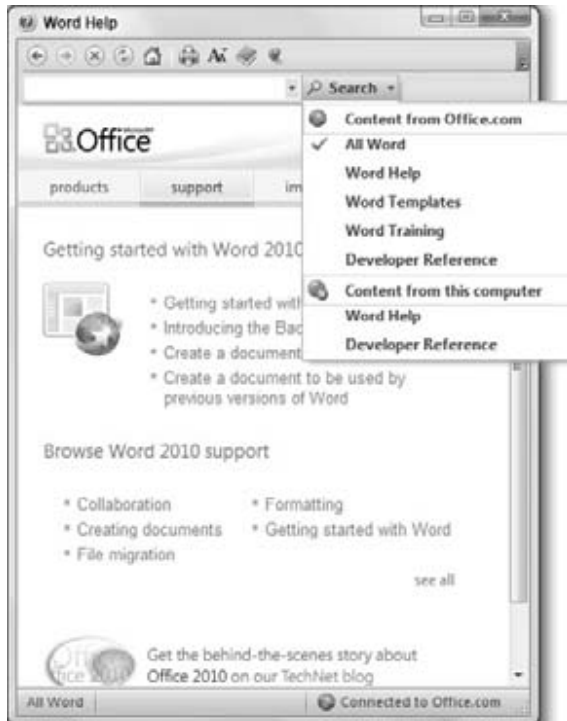 Word Help
Search
Content from Office.com
All Word
Word Help
Word Templates
Word Training
Developer Reference
Content from this computer
Word Help
Developer Reference
Office
products support im
Getting started with Word 2010
* Getting started with
* Introducing the Bac
* Create a document
* Create a document to be used by
previous versions of Word
Browse Word 2010 support
* Collaboration
* Creating documents
* File migration
* Formatting
* Getting started with Word
see all
Get the behind-the-scenes story about
Office 2010 on our TechNet blog
All Word
Connected to Office.com